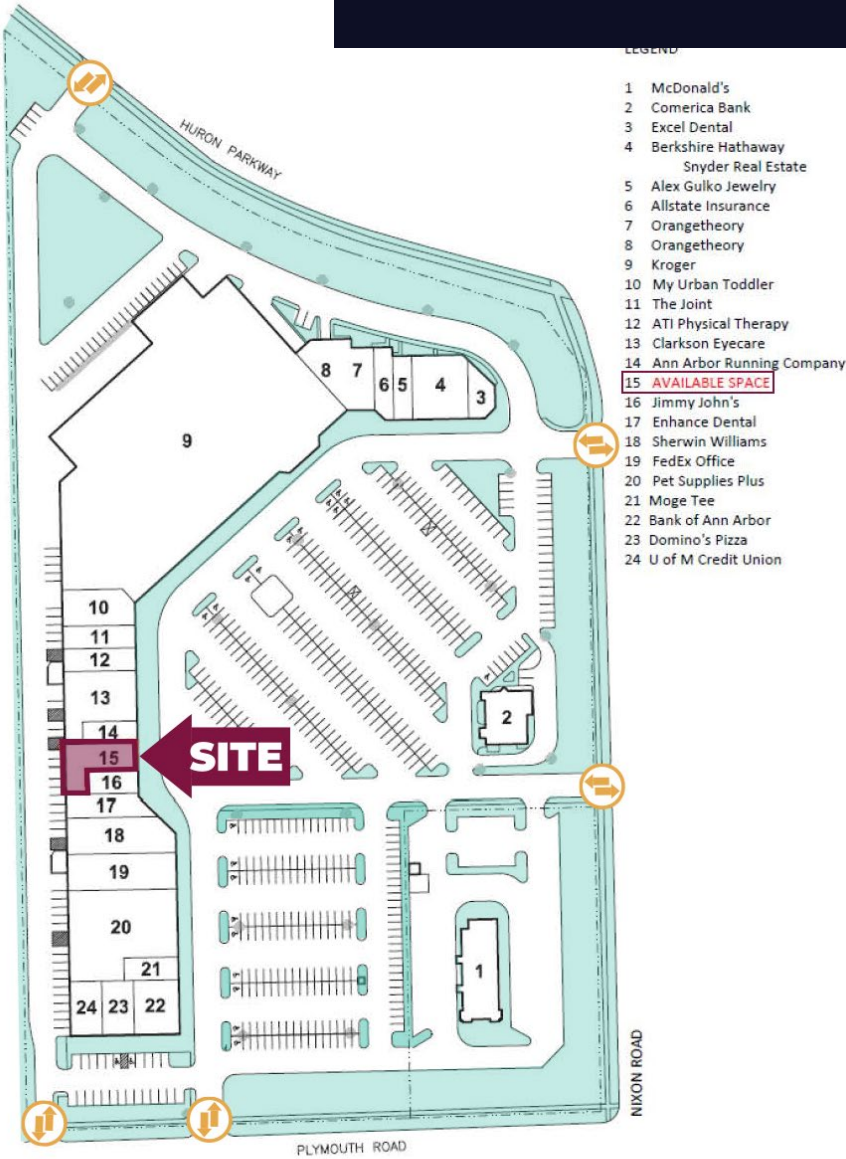 LEGEND
1 McDonald's
2 Comerica Bank
3 Excel Dental
4 Berkshire Hathaway
Snyder Real Estate
5 Alex Gulko Jewelry
6 Allstate Insurance
7 Orangetheory
8 Orangetheory
9 Kroger
10 My Urban Toddler
11 The Joint
12 ATI Physical Therapy
13 Clarkson Eyecare
14 Ann Arbor Running Company
15 AVAILABLE SPACE
16 Jimmy John's
17 Enhance Dental
18 Sherwin Williams
19 FedEx Office
20 Pet Supplies Plus
21 Moge Tee
22 Bank of Ann Arbor
23 Domino's Pizza
24 U of M Credit Union
HURON PARKWAY
8 7 6 5 4 3
9
10
11
12
13
14
15
SITE
16
17
18
19
20
21
24 23 22
2
1
NIXON ROAD
PLYMOUTH ROAD